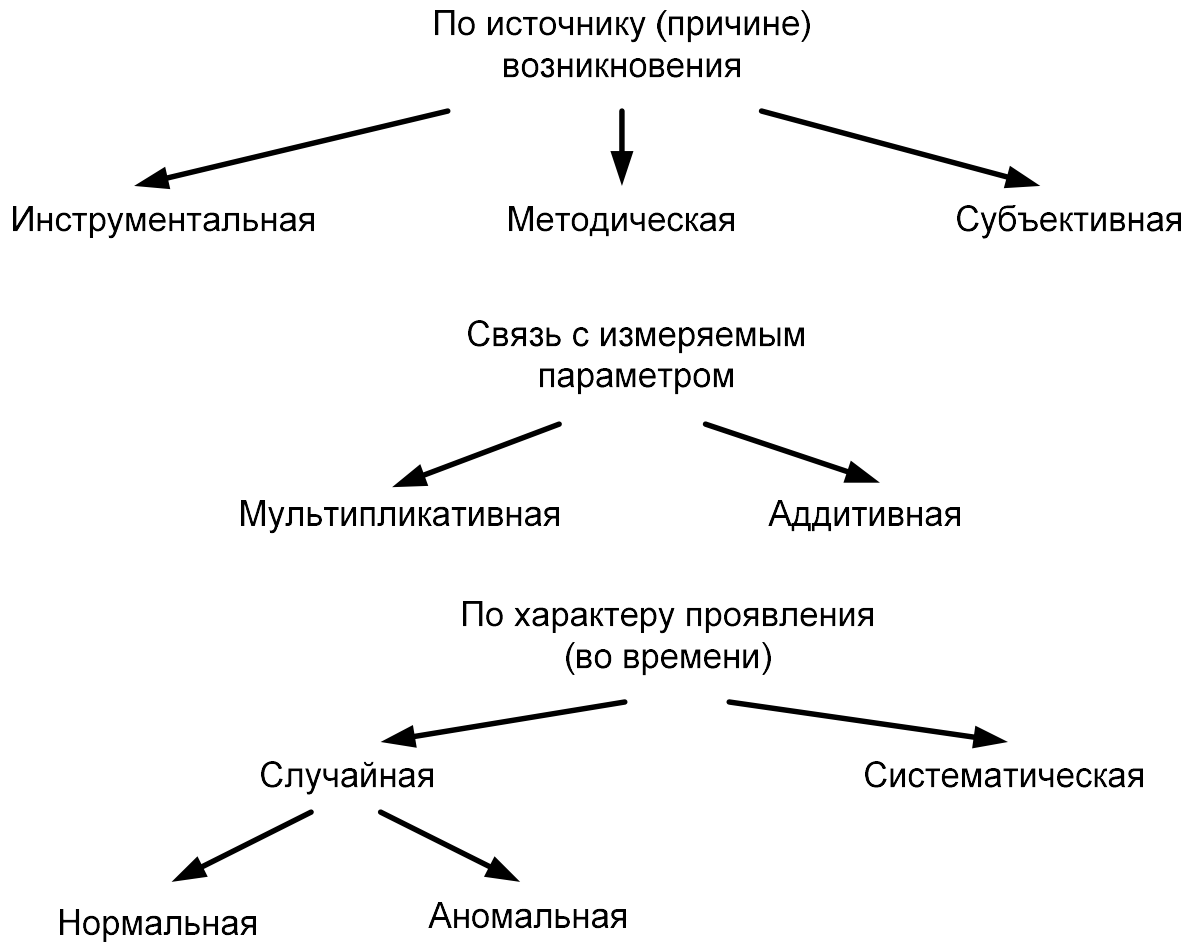 По источнику (причине)
возникновения
Инструментальная
Методическая
Субъективная
Связь с измеряемым
параметром
Мультипликативная
Аддитивная
По характеру проявления
(во времени)
Случайная
Систематическая
Нормальная
Аномальная